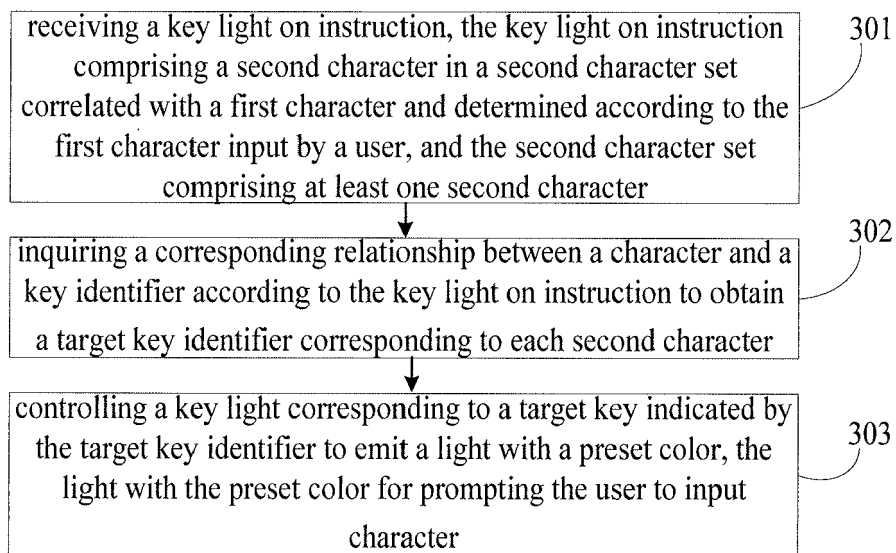 receiving a key light on instruction, the key light on instruction
comprising a second character in a second character set
correlated with a first character and determined according to the
first character input by a user, and the second character set
comprising at least one second character
301
inquiring a corresponding relationship between a character and a
key identifier according to the key light on instruction to obtain
a target key identifier corresponding to each second character
302
controlling a key light corresponding to a target key indicated by
the target key identifier to emit a light with a preset color, the
light with the preset color for prompting the user to input
character
303